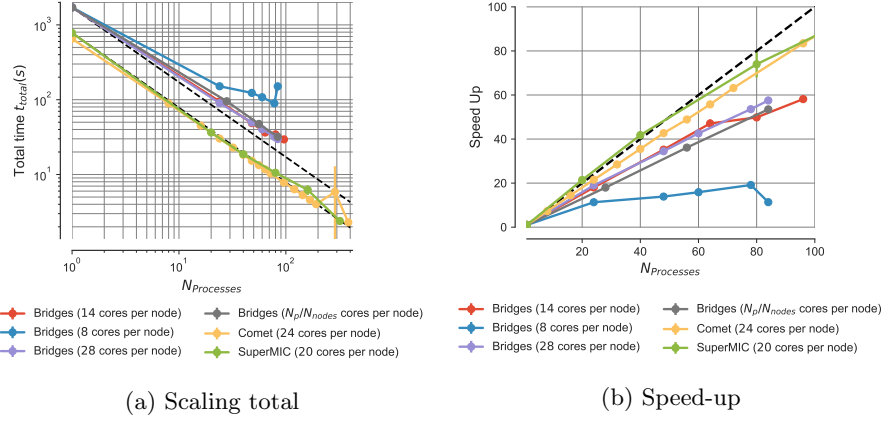 Total time t_total(s)
10³
10²
10¹
10⁰
10¹
10²
N_Processes
Bridges (14 cores per node)
Bridges (8 cores per node)
Bridges (28 cores per node)
Bridges (N_p/N_nodes cores per node)
Comet (24 cores per node)
SuperMIC (20 cores per node)
(a) Scaling total
Speed Up
100
80
60
40
20
0
20
40
60
80
100
N_Processes
Bridges (14 cores per node)
Bridges (8 cores per node)
Bridges (28 cores per node)
Bridges (N_p/N_nodes cores per node)
Comet (24 cores per node)
SuperMIC (20 cores per node)
(b) Speed-up